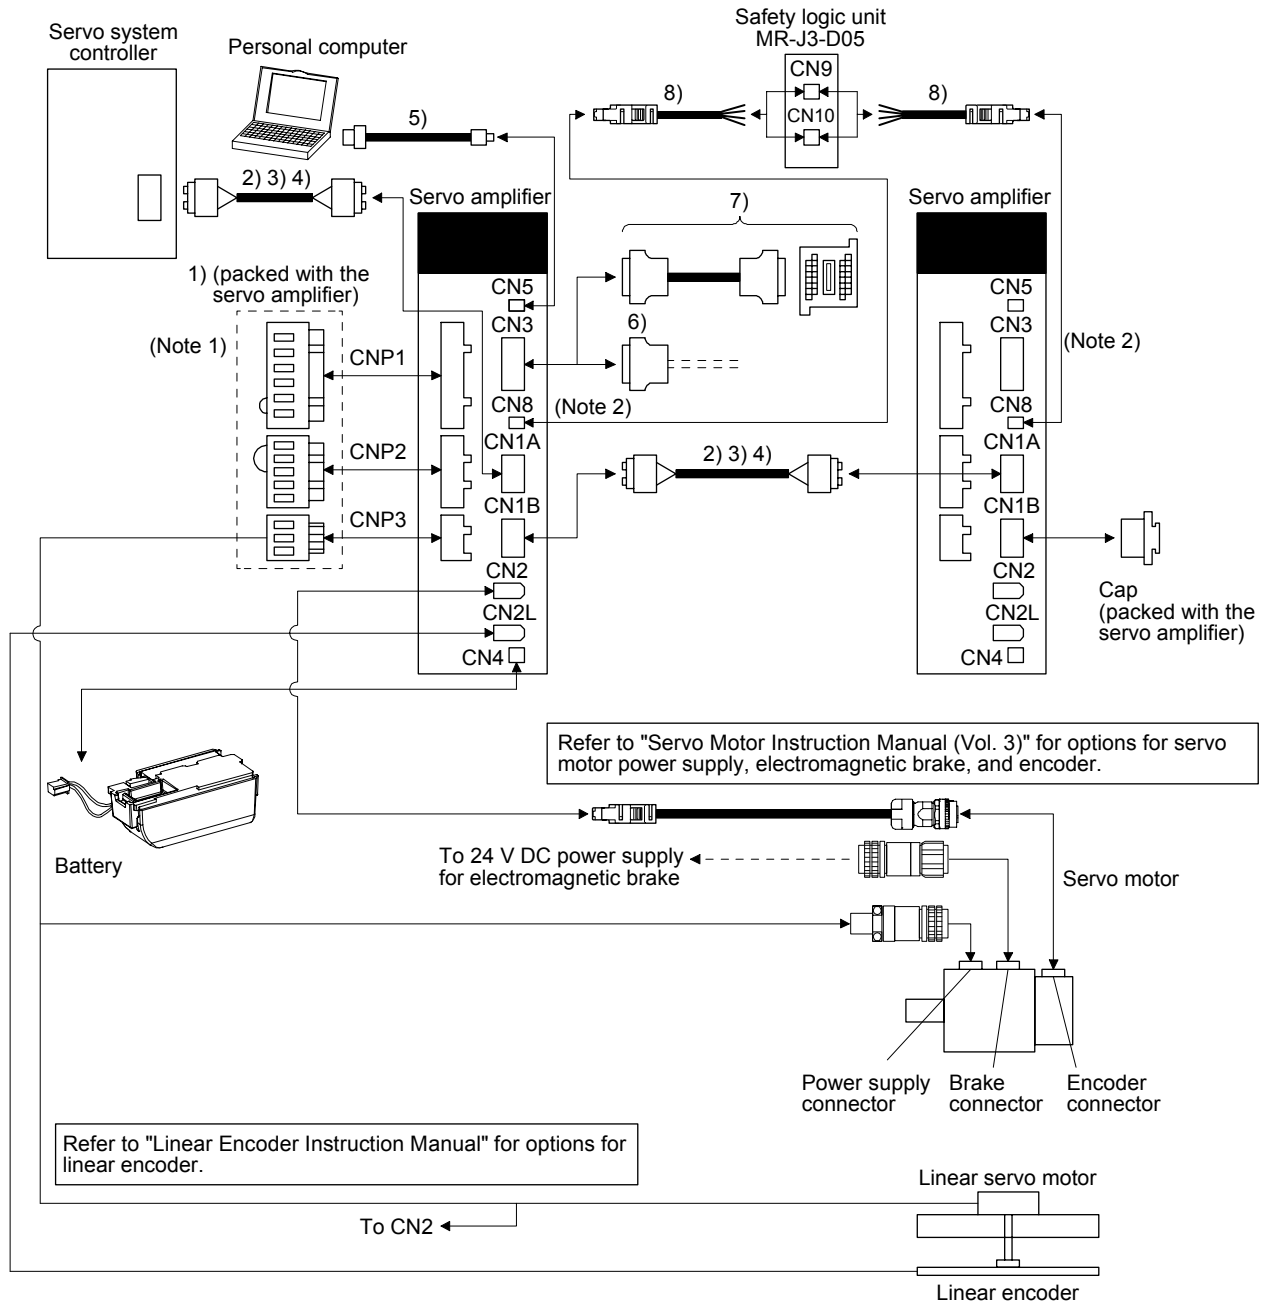 Safety logic unit
MR-J3-D05
Servo system
controller
Personal computer
CN9
8)
8)
CN10
5)
2) 3) 4)
Servo amplifier
7)
Servo amplifier
1) (packed with the
servo amplifier)
CN5
CN5
CN3
6)
CN3
(Note 1)
CNP1
(Note 2)
CN8
(Note 2)
CN8
CN1A
CN1A
CNP2
2) 3) 4)
CN1B
CN1B
CNP3
CN2
CN2
Cap
(packed with the
servo amplifier)
CN2L
CN2L
CN4
CN4
Refer to "Servo Motor Instruction Manual (Vol. 3)" for options for servo
motor power supply, electromagnetic brake, and encoder.
Battery
To 24 V DC power supply
for electromagnetic brake
Servo motor
Power supply
connector
Brake
connector
Encoder
connector
Refer to "Linear Encoder Instruction Manual" for options for
linear encoder.
Linear servo motor
To CN2
Linear encoder